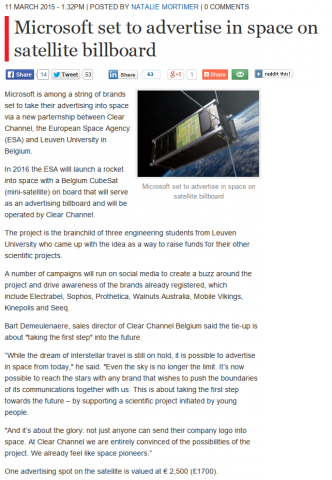 11 MARCH 2015 - 1:32PM | POSTED BY NATALIE MORTIMER | 0 COMMENTS
Microsoft set to advertise in space on
satellite billboard
Share 14 Tweet 53 Share 63 +1 1 Share reddit this!
Microsoft is among a string of brands
set to take their advertising into space
via a new parternship between Clear
Channel, the European Space Agency
(ESA) and Leuven University in
Belgium.
Microsoft set to advertise in space on
satellite billboard
In 2016 the ESA will launch a rocket
into space with a Belgium CubeSat
(mini-satellite) on board that will serve
as an advertising billboard and will be
operated by Clear Channel.
The project is the brainchild of three engineering students from Leuven
University who came up with the idea as a way to raise funds for their other
scientific projects.
A number of campaigns will run on social media to create a buzz around the
project and drive awareness of the brands already registered, which
include Electrabel, Sophos, Prothetica, Walnuts Australia, Mobile Vikings,
Kinepolis and Seeq.
Bart Demeulenaere, sales director of Clear Channel Belgium said the tie-up is
about "taking the first step" into the future.
"While the dream of interstellar travel is still on hold, it is possible to advertise
in space from today," he said. "Even the sky is no longer the limit. It's now
possible to reach the stars with any brand that wishes to push the boundaries
of its communications together with us. This is about taking the first step
towards the future – by supporting a scientific project initiated by young
people.
"And it's about the glory: not just anyone can send their company logo into
space. At Clear Channel we are entirely convinced of the possibilities of the
project. We already feel like space pioneers."
One advertising spot on the satellite is valued at € 2,500 (£1700).